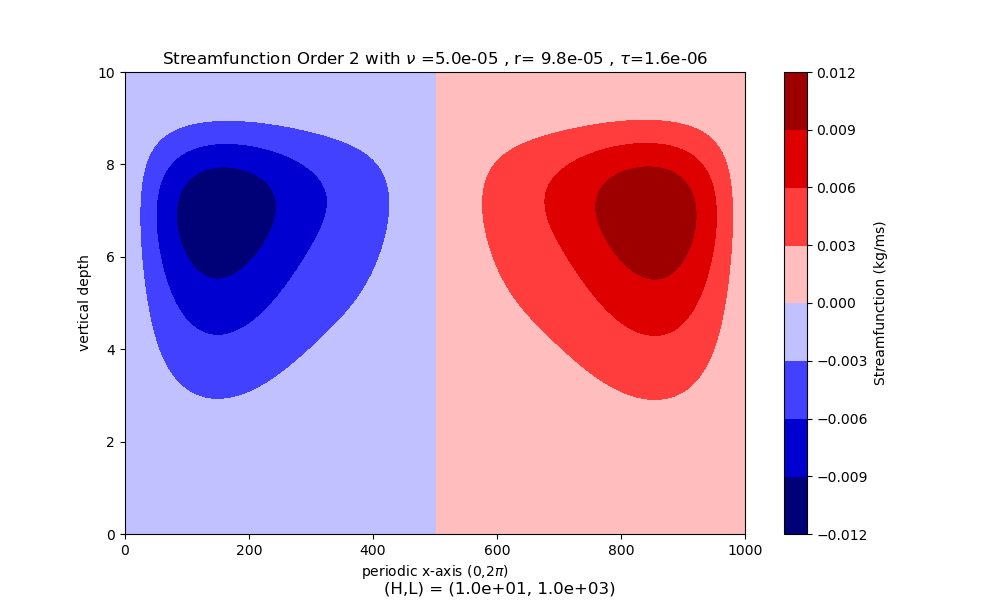 Streamfunction Order 2 with ν =5.0e-05 , r= 9.8e-05 , τ=1.6e-06
10
8
6
4
2
0
vertical depth
0 200 400 600 800 1000
periodic x-axis (0,2π)
(H,L) = (1.0e+01, 1.0e+03)
0.012
0.009
0.006
0.003
0.000
−0.003
−0.006
−0.009
−0.012
Streamfunction (kg/ms)